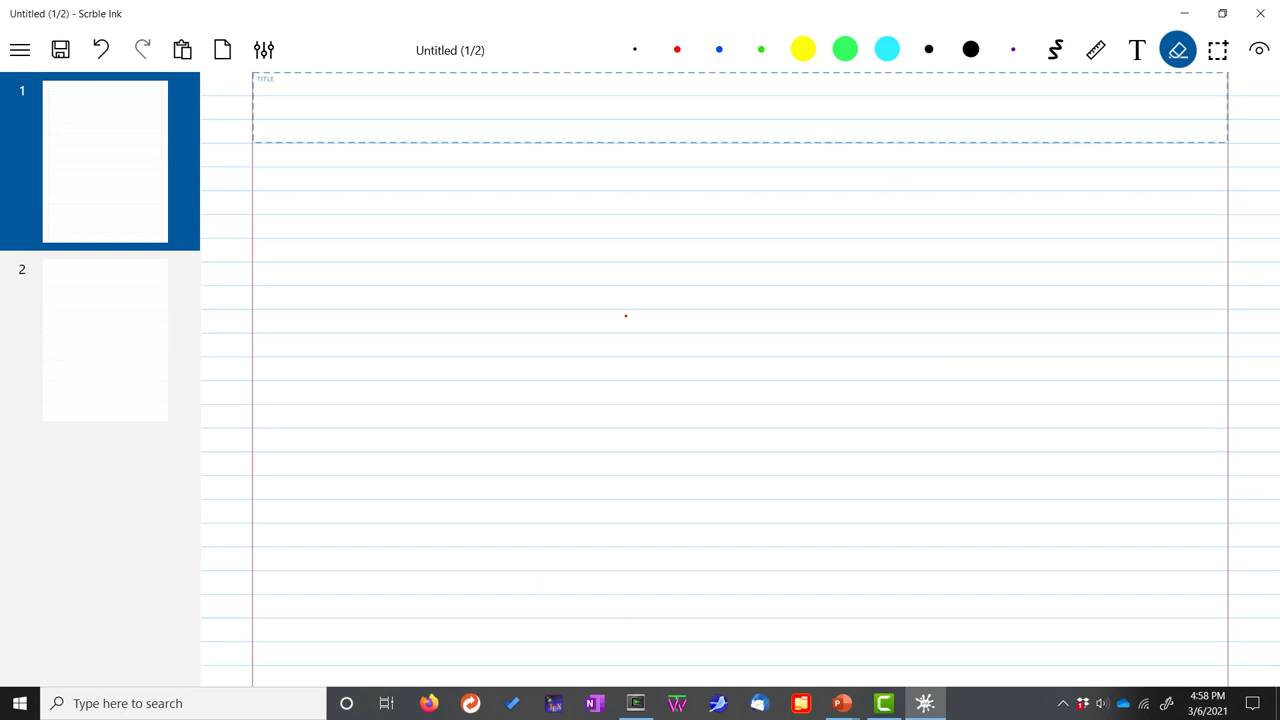 Untitled (1/2) - Scrble Ink
Untitled (1/2)
T
TITLE
1
2
Type here to search
4:58 PM
3/6/2021